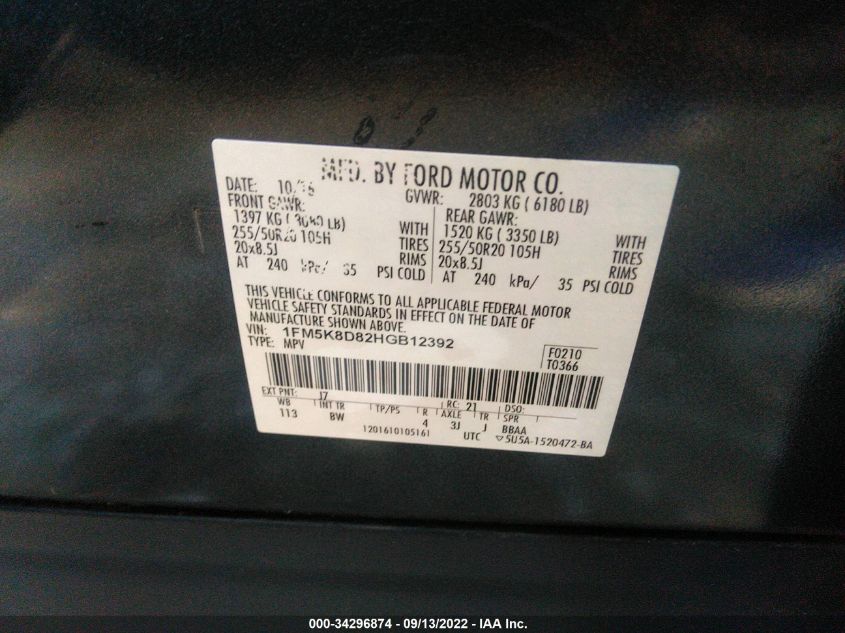 MFD. BY FORD MOTOR CO.
DATE: 10/16 GVWR: 2803 KG ( 6180 LB)
FRONT GAWR: REAR GAWR:
1397 KG ( 3080 LB) WITH 1520 KG ( 3350 LB) WITH
255/50R20 105H TIRES 255/50R20 105H TIRES
20x8.5J RIMS 20x8.5J RIMS
AT 240 kPa/ 35 PSI COLD AT 240 kPa/ 35 PSI COLD
THIS VEHICLE CONFORMS TO ALL APPLICABLE FEDERAL MOTOR
VEHICLE SAFETY STANDARDS IN EFFECT ON THE DATE OF
MANUFACTURE SHOWN ABOVE.
VIN: 1FM5K8D82HGB12392
TYPE: MPV
F0210
T0366
EXT PNT: J7 RC: 21 DSO:
WB INT TR TP/PS R AXLE TR SPR
113 BW 4 3J J BBAA
1201610105161 UTC ▽5U5A-1520472-BA
000-34296874 - 09/13/2022 - IAA Inc.